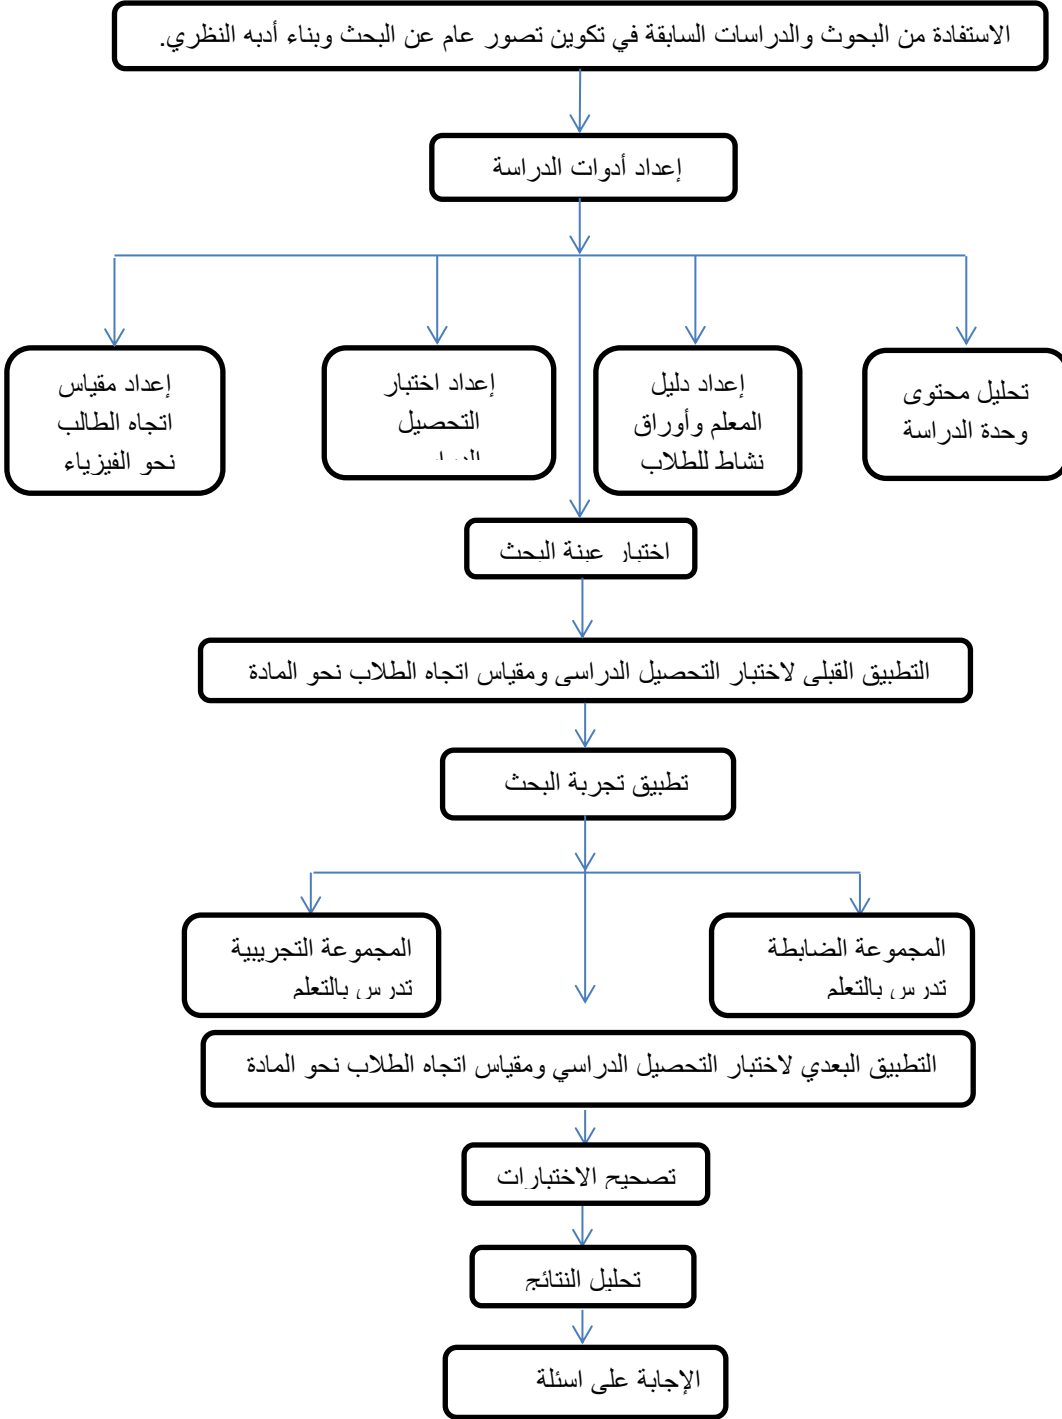 الاستفادة من البحوث والدراسات السابقة في تكوين تصور عام عن البحث وبناء أدبه النظري.
إعداد أدوات الدراسة
تحليل محتوى
وحدة الدراسة
إعداد دليل
المعلم وأوراق
نشاط للطلاب
إعداد اختبار
التحصيل
إعداد مقياس
اتجاه الطالب
نحو الفيزياء
اختيار عينة البحث
التطبيق القبلي لاختبار التحصيل الدراسي ومقياس اتجاه الطلاب نحو المادة
تطبيق تجربة البحث
المجموعة الضابطة
تدرس بالتعلم
المجموعة التجريبية
تدرس بالتعلم
التطبيق البعدي لاختبار التحصيل الدراسي ومقياس اتجاه الطلاب نحو المادة
تصحيح الاختبارات
تحليل النتائج
الإجابة على اسئلة